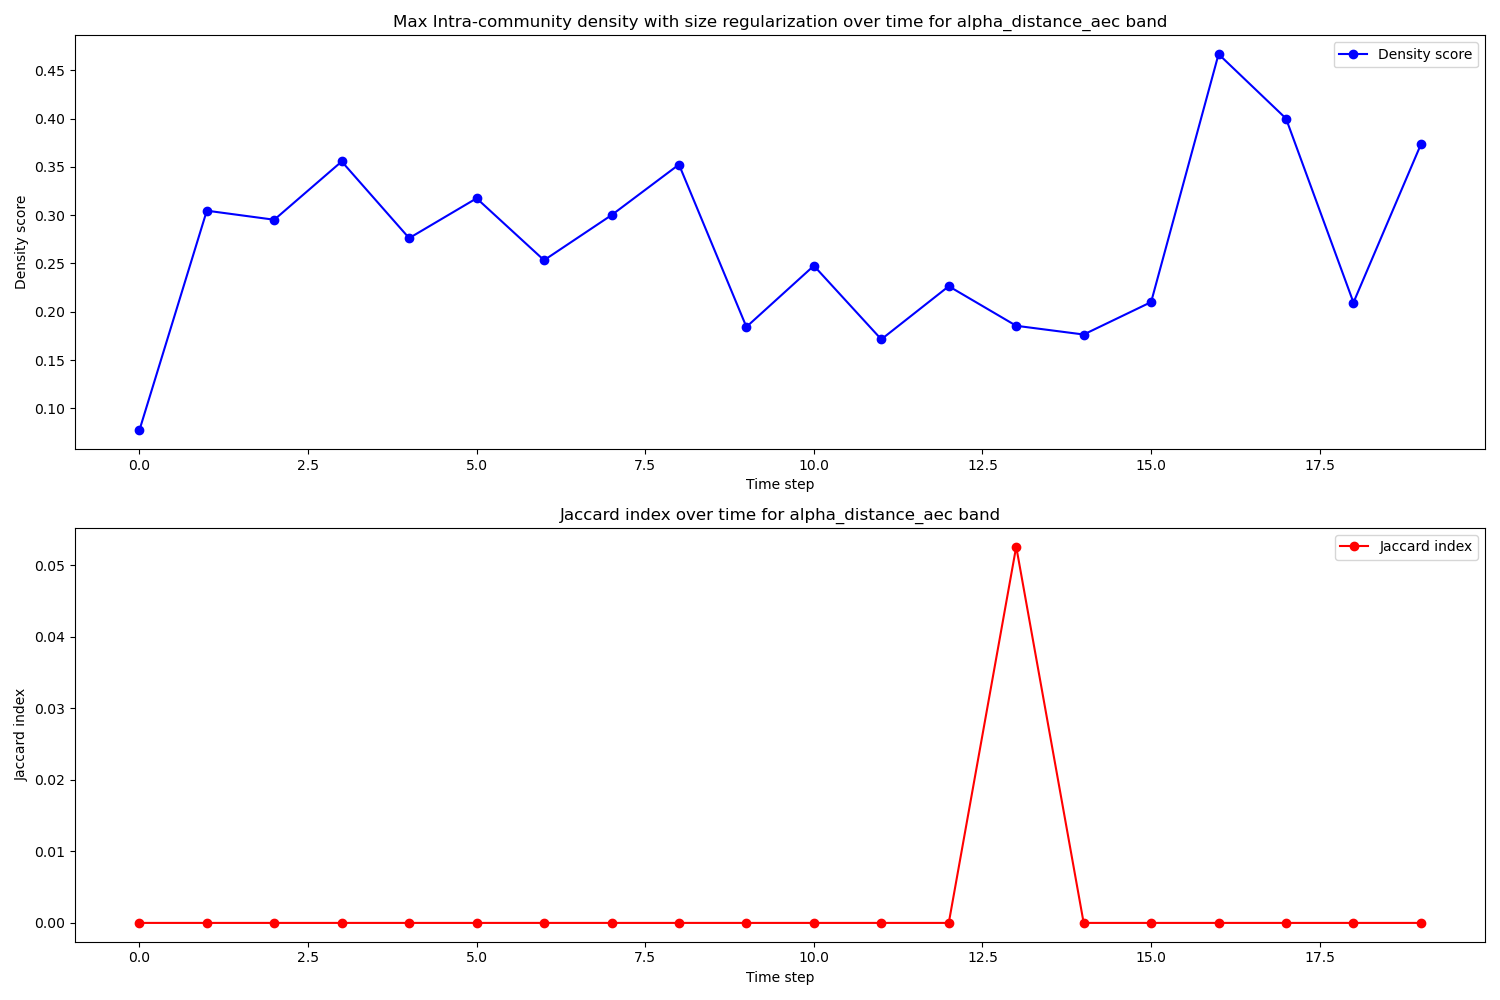 Max Intra-community density with size regularization over time for alpha_distance_aec band
Density score
0.45
0.40
0.35
0.30
0.25
0.20
0.15
0.10
Density score
0.0 2.5 5.0 7.5 10.0 12.5 15.0 17.5
Time step
Jaccard index over time for alpha_distance_aec band
Jaccard index
0.05
0.04
0.03
0.02
0.01
0.00
Jaccard index
0.0 2.5 5.0 7.5 10.0 12.5 15.0 17.5
Time step